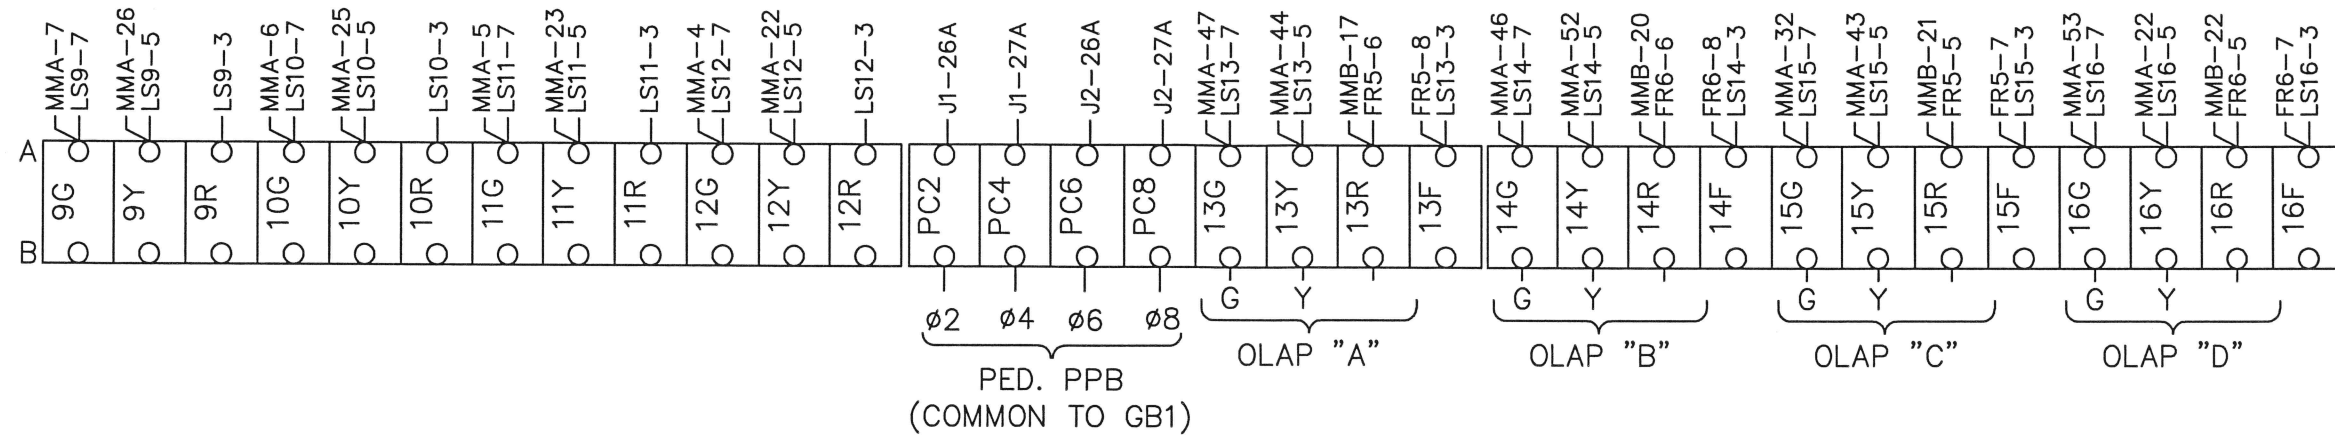 MMA-7
LS9-7
MMA-26
LS9-5
LS9-3
MMA-6
LS10-7
MMA-25
LS10-5
LS10-3
MMA-5
LS11-7
MMA-23
LS11-5
LS11-3
MMA-4
LS12-7
MMA-22
LS12-5
LS12-3
J1-26A
J1-27A
J2-26A
J2-27A
MMA-47
LS13-7
MMA-44
LS13-5
MMB-17
FR5-6
FR5-8
LS13-3
MMA-46
LS14-7
MMA-52
LS14-5
MMB-20
FR6-6
FR6-8
LS14-3
MMA-32
LS15-7
MMA-43
LS15-5
MMB-21
FR5-5
FR5-7
LS15-3
MMA-53
LS16-7
MMA-22
LS16-5
MMB-22
FR6-5
FR6-7
LS16-3
A
9G
9Y
9R
10G
10Y
10R
11G
11Y
11R
12G
12Y
12R
PC2
PC4
PC6
PC8
13G
13Y
13R
13F
14G
14Y
14R
14F
15G
15Y
15R
15F
16G
16Y
16R
16F
B
ø2
ø4
ø6
ø8
G
Y
G
Y
G
Y
G
Y
PED. PPB
(COMMON TO GB1)
OLAP "A"
OLAP "B"
OLAP "C"
OLAP "D"